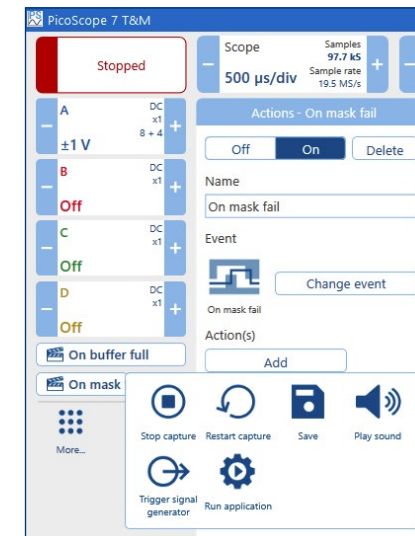 PicoScope 7 T&M
Stopped
Scope
500 µs/div
Samples
97.7 kS
Sample rate
19.5 MS/s
A
DC
x1
8 + 4
±1 V
B
DC
x1
Off
C
DC
x1
Off
D
DC
x1
Off
On buffer full
On mask
More...
Actions - On mask fail
Off
On
Delete
Name
On mask fail
Event
On mask fail
Change event
Action(s)
Add
Stop capture
Restart capture
Save
Play sound
Trigger signal
generator
Run application